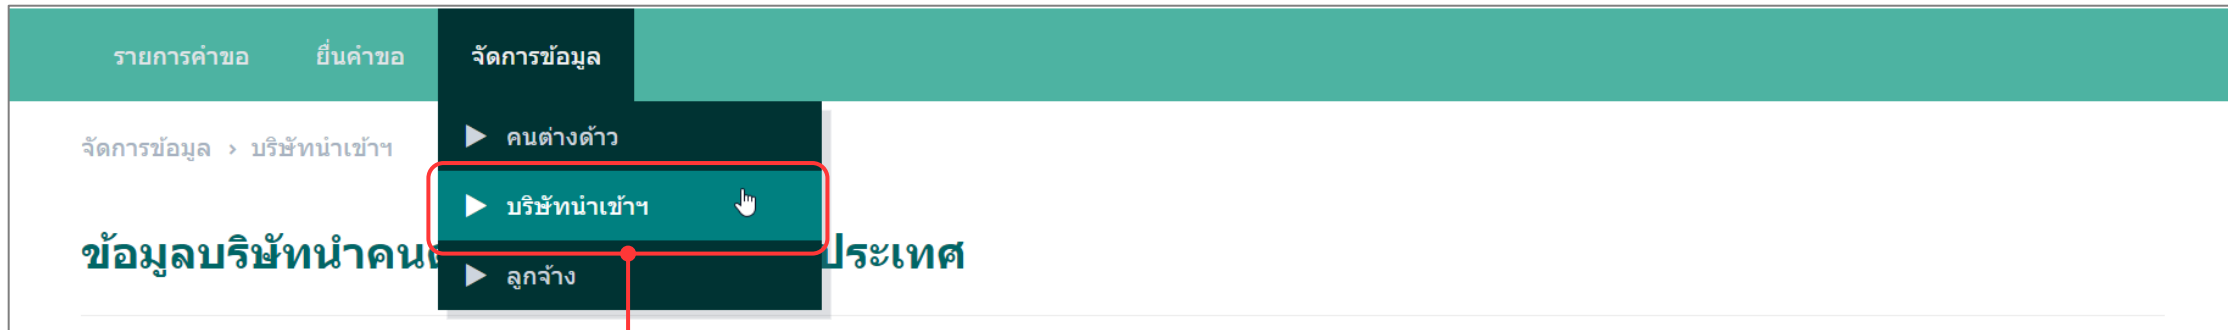 รายการคำขอ ยื่นคำขอ จัดการข้อมูล
คนต่างด้าว
จัดการข้อมูล › บริษัทนำเข้าฯ
บริษัทนำเข้าฯ
ข้อมูลบริษัทนำคน ประเทศ
ลูกจ้าง